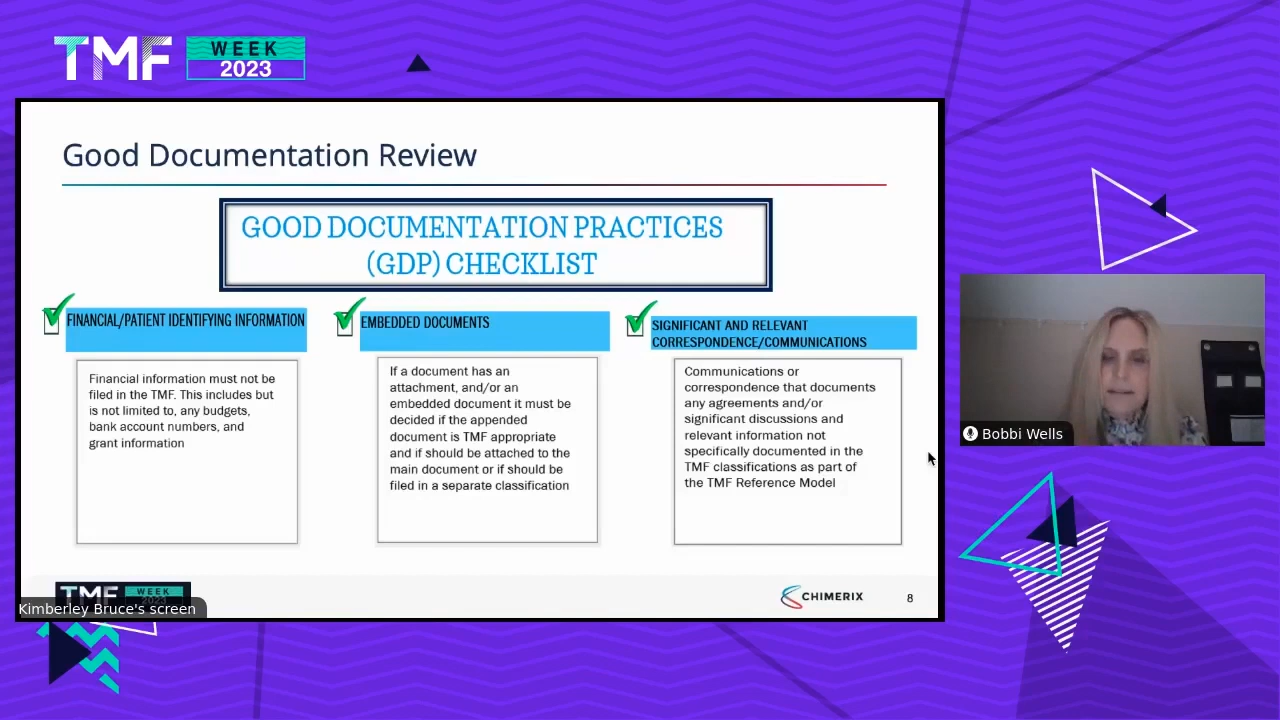 TMF WEEK
2023
Good Documentation Review
GOOD DOCUMENTATION PRACTICES
(GDP) CHECKLIST
FINANCIAL/PATIENT IDENTIFYING INFORMATION
Financial information must not be
filed in the TMF. This includes but
is not limited to, any budgets,
bank account numbers, and
grant information
EMBEDDED DOCUMENTS
If a document has an
attachment, and/or an
embedded document it must be
decided if the appended
document is TMF appropriate
and if should be attached to the
main document or if should be
filed in a separate classification
SIGNIFICANT AND RELEVANT
CORRESPONDENCE/COMMUNICATIONS
Communications or
correspondence that documents
any agreements and/or
significant discussions and
relevant information not
specifically documented in the
TMF classifications as part of
the TMF Reference Model
Bobbi Wells
TMF WEEK
2023
Kimberley Bruce's screen
CHIMERIX
8